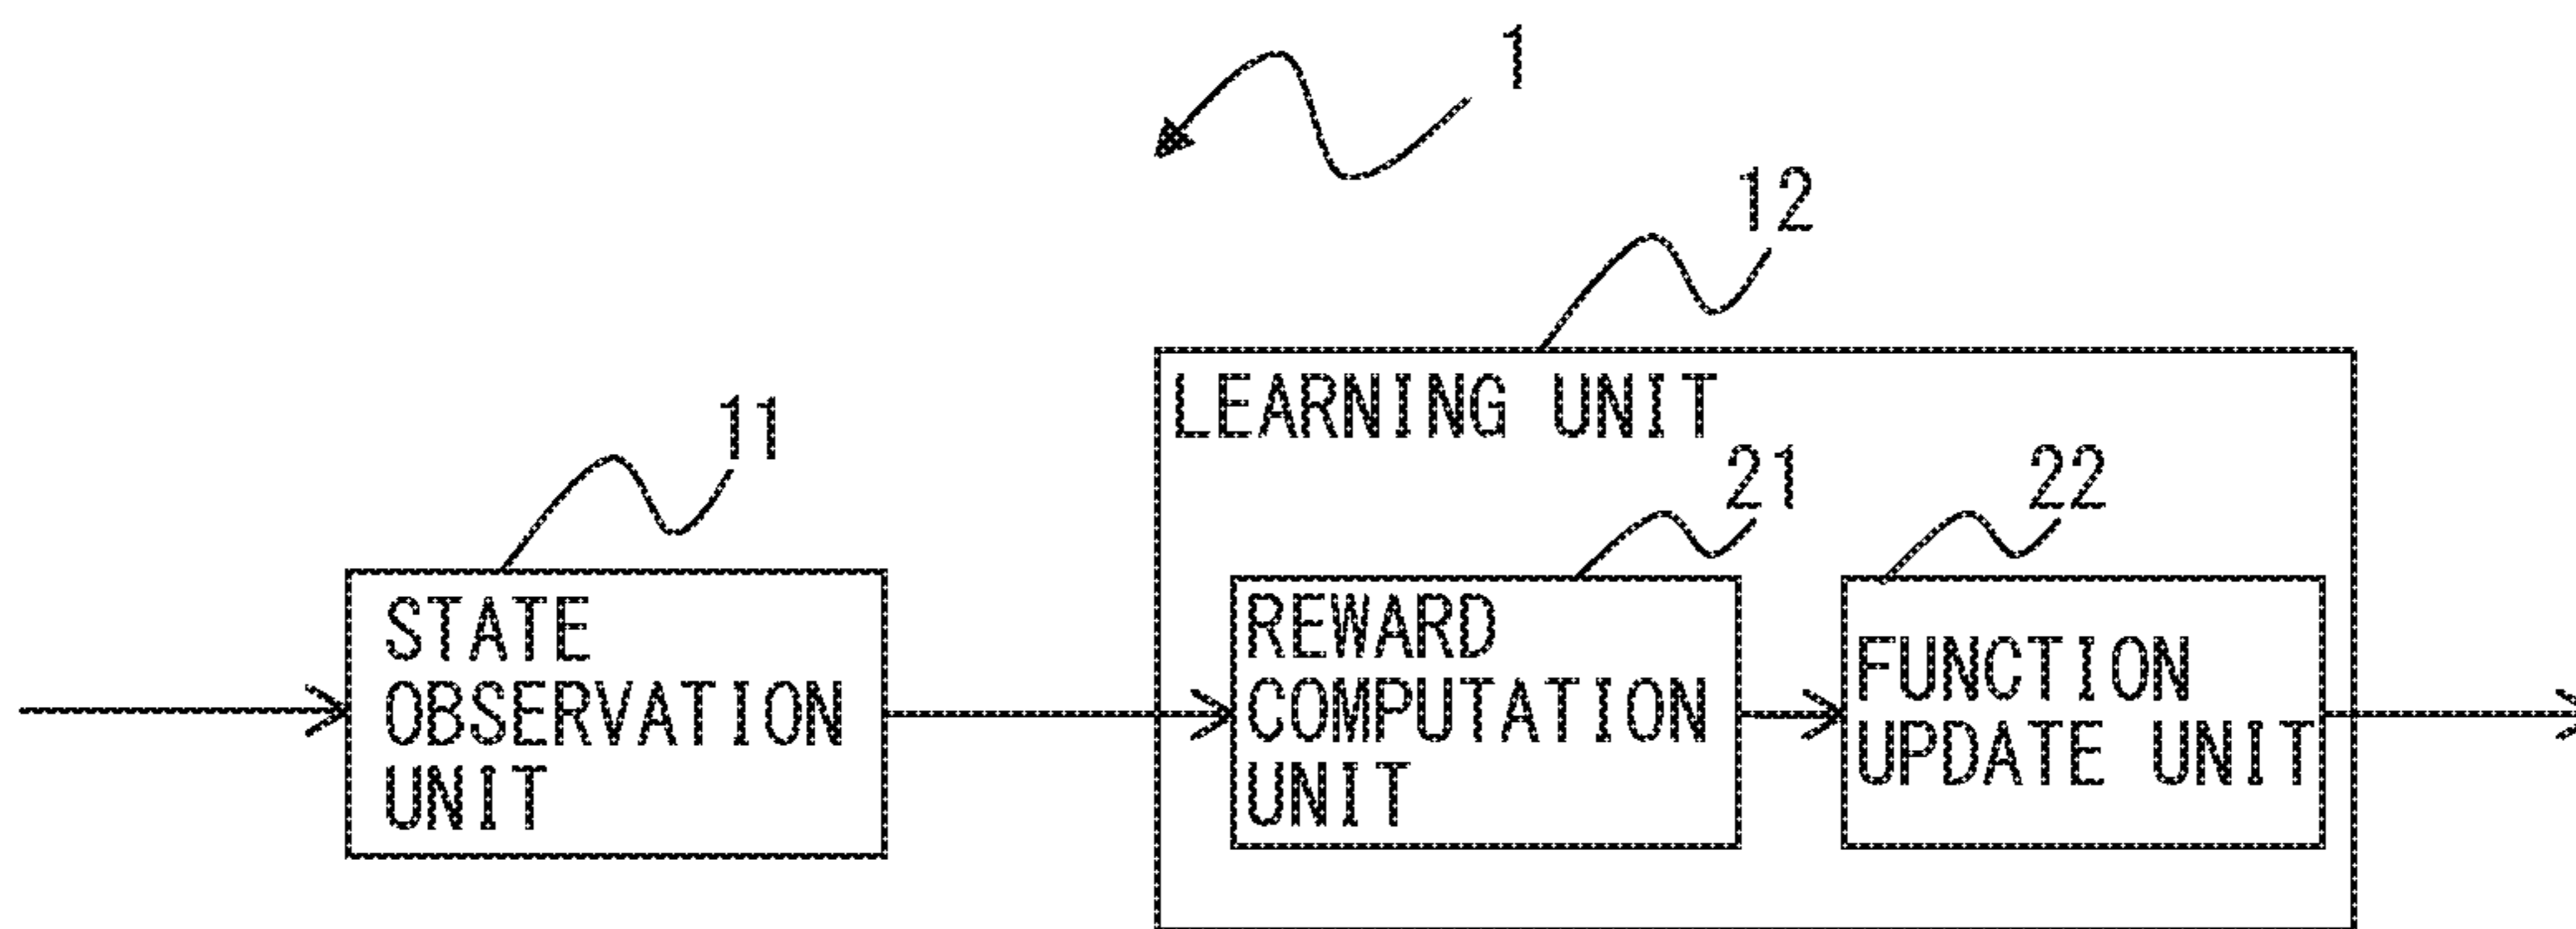 1
12
LEARNING UNIT
11
21
22
STATE
OBSERVATION
UNIT
REWARD
COMPUTATION
UNIT
FUNCTION
UPDATE UNIT